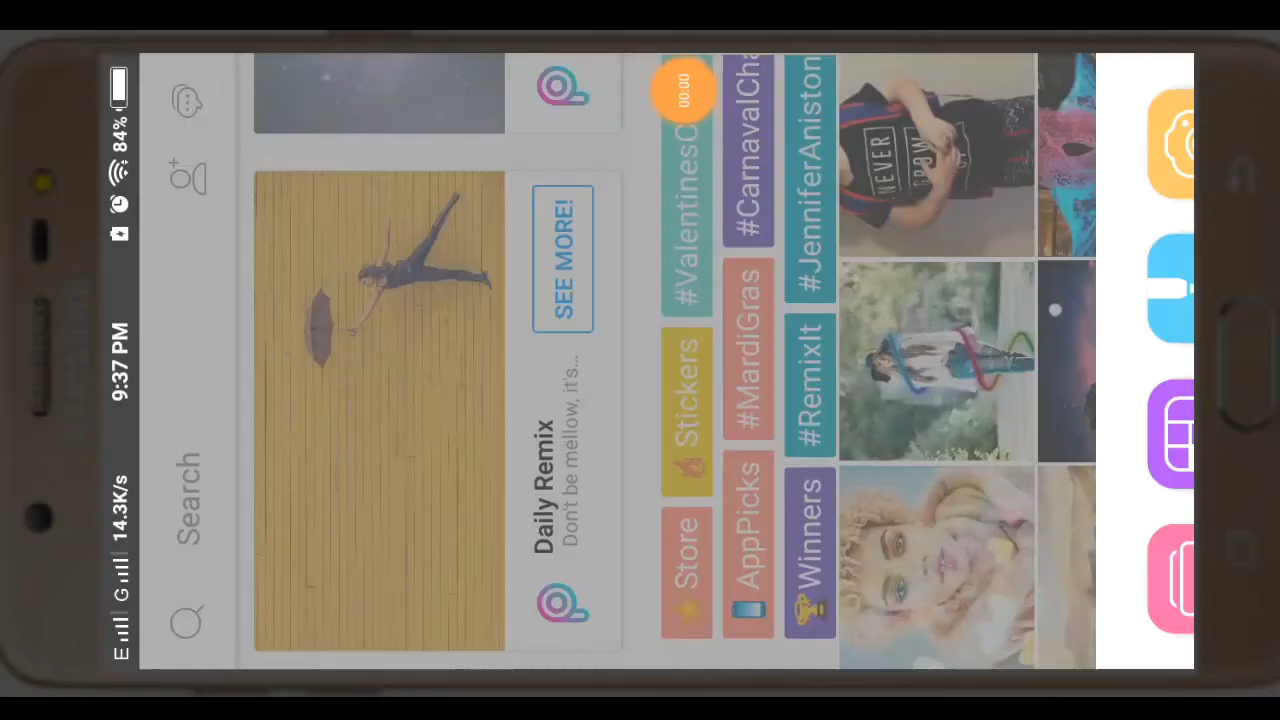 E G 14.3K/s 9:37 PM 84%
Search
Daily Remix
Don't be mellow, it's...
SEE MORE!
00:00
Store Stickers #ValentinesC
AppPicks #MardiGras #CarnavalCha
Winners #RemixIt #JenniferAniston
NEVER
GROW